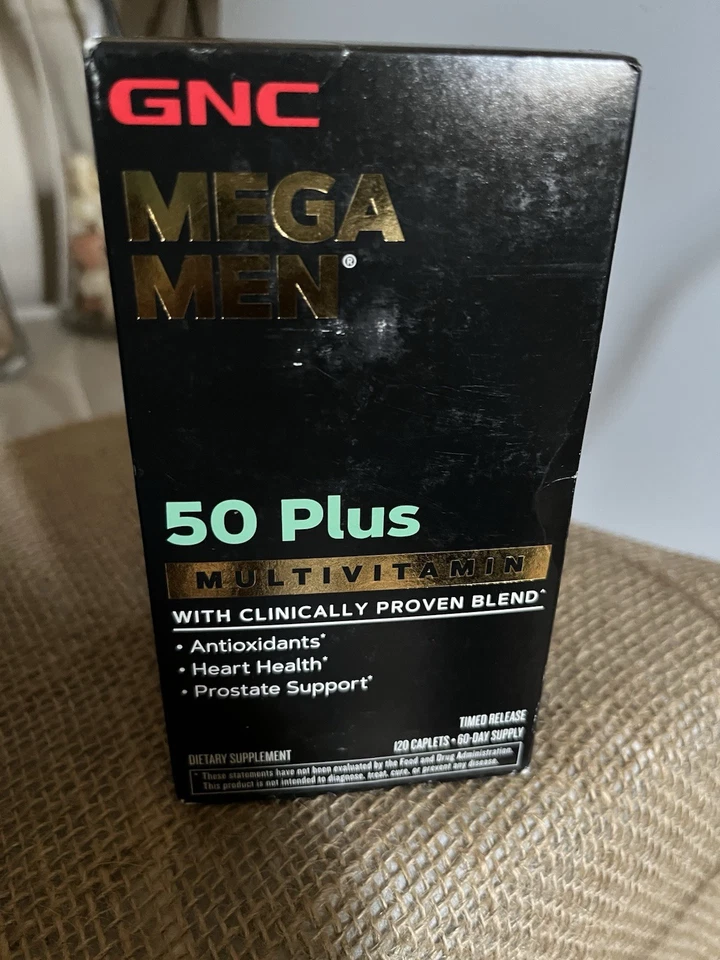 GNC
MEGA
MEN®
50 Plus
MULTIVITAMIN
WITH CLINICALLY PROVEN BLEND^
• Antioxidants*
• Heart Health*
• Prostate Support*
TIMED RELEASE
120 CAPLETS • 60-DAY SUPPLY
DIETARY SUPPLEMENT
* These statements have not been evaluated by the Food and Drug Administration.
This product is not intended to diagnose, treat, cure, or prevent any disease.